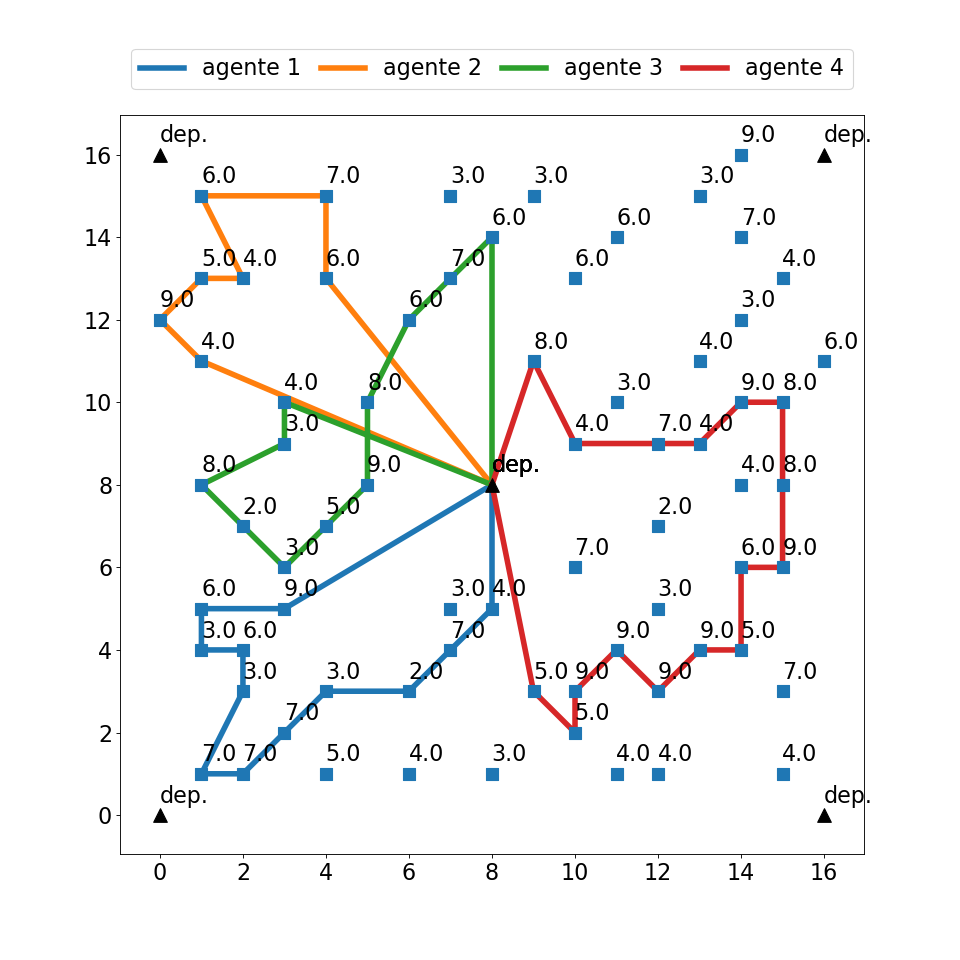 agente 1 agente 2 agente 3 agente 4
9.0
dep. dep.
16
6.0 7.0 3.0 3.0 3.0
6.0 6.0 7.0
14
5.0 4.0 6.0 7.0 6.0 4.0
9.0 6.0 3.0
12
4.0 8.0 4.0 6.0
4.0 8.0 3.0 9.0 8.0
10
3.0 4.0 7.0 4.0
8.0 9.0 dep. dep. 4.0 8.0
8
2.0 5.0 2.0
3.0 7.0 6.0 9.0
6
6.0 9.0 3.0 4.0 3.0
3.0 6.0 7.0 9.0 9.0 5.0
4
3.0 3.0 2.0 5.0 9.0 9.0 7.0
7.0 5.0
2
7.0 7.0 5.0 4.0 3.0 4.0 4.0 4.0
dep. dep.
0
0 2 4 6 8 10 12 14 16